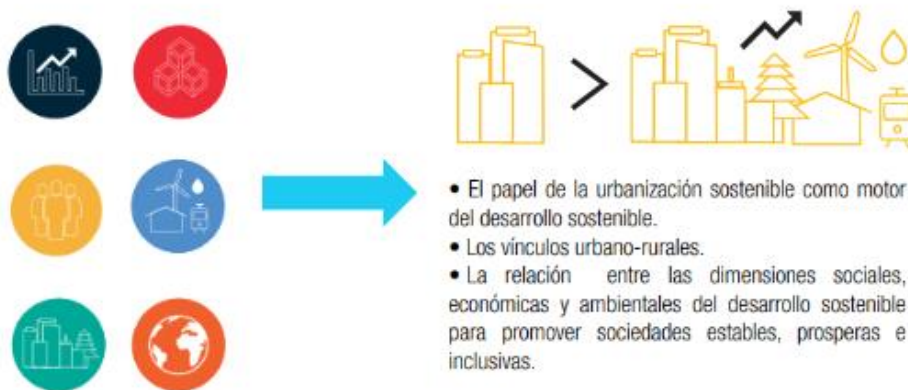 • El papel de la urbanización sostenible como motor
del desarrollo sostenible.
• Los vínculos urbano-rurales.
• La relación entre las dimensiones sociales,
económicas y ambientales del desarrollo sostenible
para promover sociedades estables, prosperas e
inclusivas.